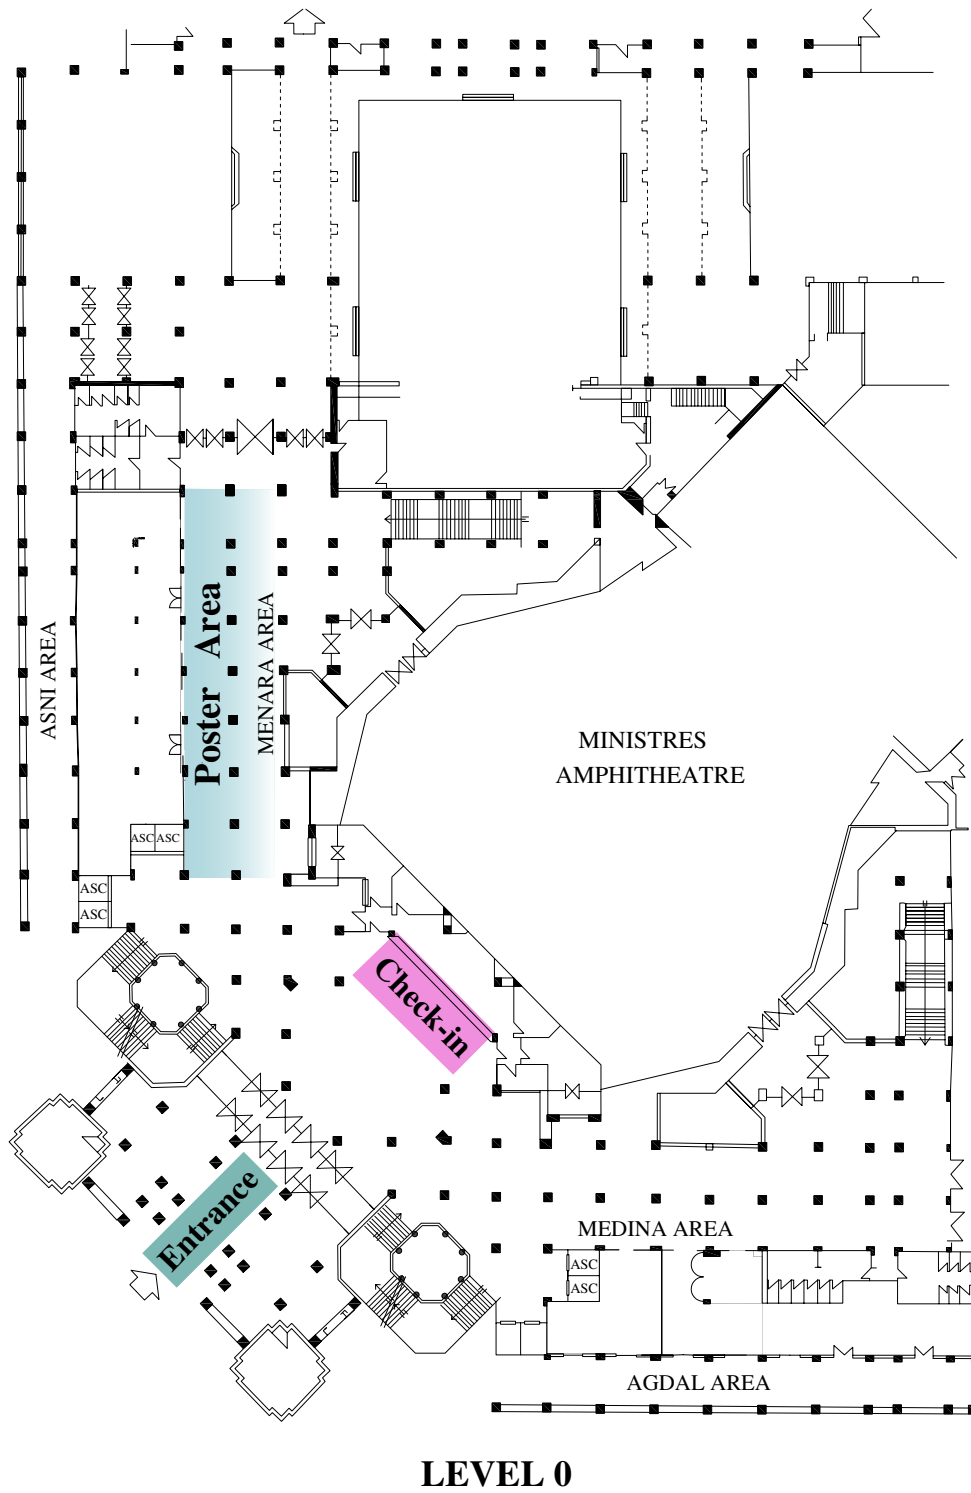 Poster Area
MENARA AREA
ASNI AREA
MINISTRES
AMPHITHEATRE
ASC
ASC
ASC
ASC
Check-in
Entrance
MEDINA AREA
ASC
ASC
AGDAL AREA
LEVEL 0